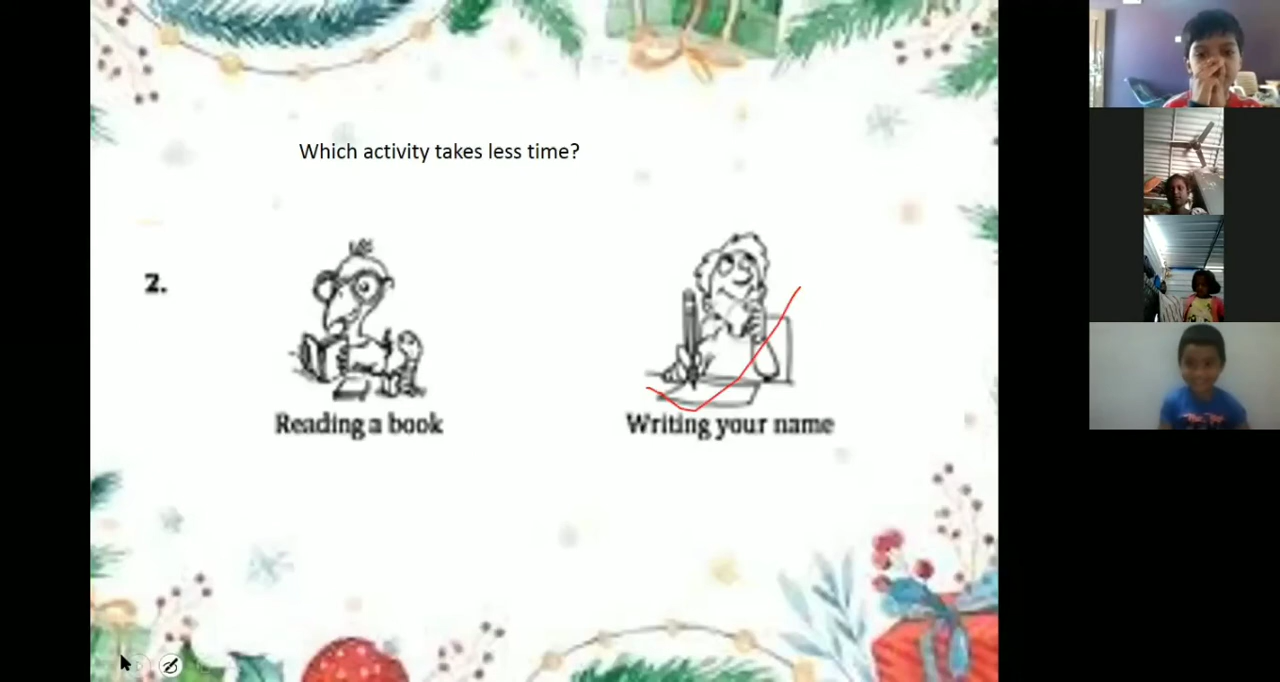 Which activity takes less time?
2.
Reading a book
Writing your name